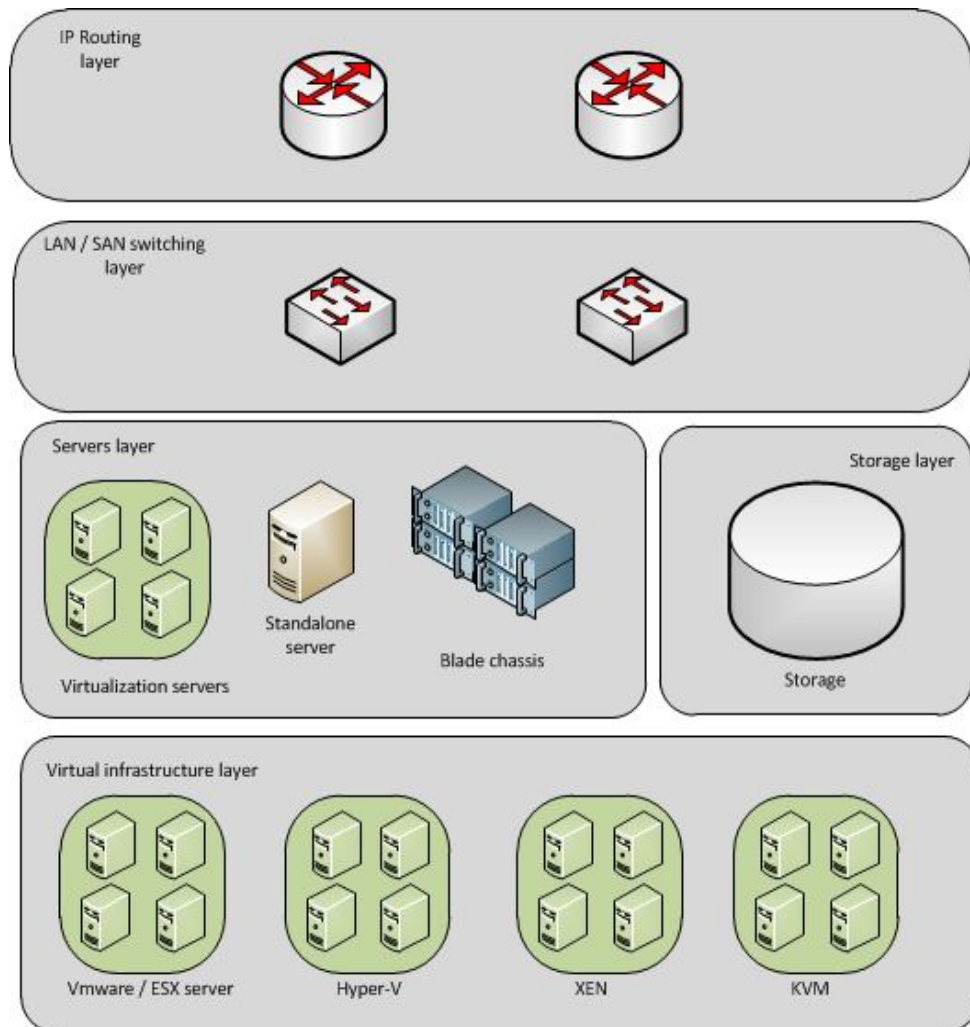 IP Routing
layer
LAN / SAN switching
layer
Servers layer
Storage layer
Standalone
server
Blade chassis
Virtualization servers
Storage
Virtual infrastructure layer
Vmware / ESX server
Hyper-V
XEN
KVM